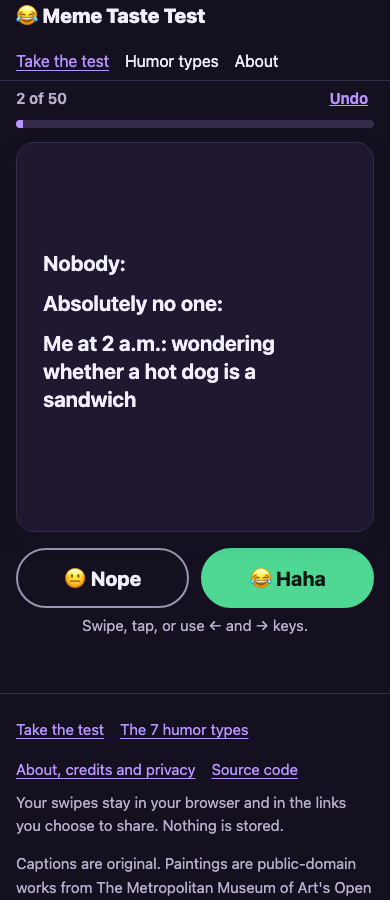 😂 Meme Taste Test
Take the test Humor types About
2 of 50 Undo
Nobody:
Absolutely no one:
Me at 2 a.m.: wondering
whether a hot dog is a
sandwich
😐 Nope 😂 Haha
Swipe, tap, or use ← and → keys.
Take the test The 7 humor types
About, credits and privacy Source code
Your swipes stay in your browser and in the links
you choose to share. Nothing is stored.
Captions are original. Paintings are public-domain
works from The Metropolitan Museum of Art's Open